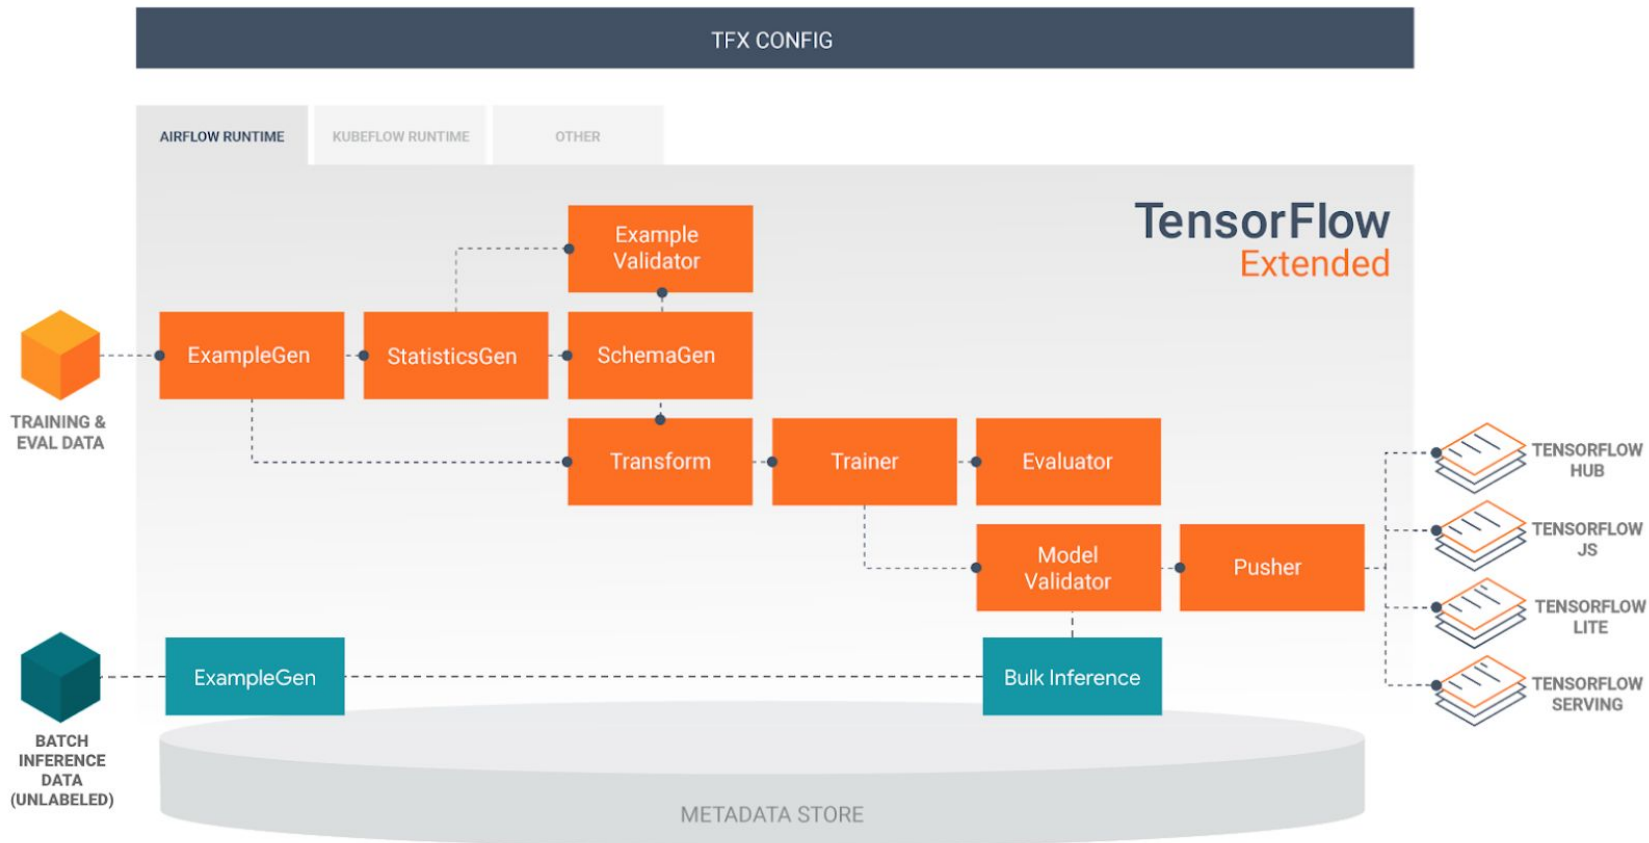 TFX CONFIG
AIRFLOW RUNTIME
KUBEFLOW RUNTIME
OTHER
TensorFlow
Extended
Example
Validator
ExampleGen
StatisticsGen
SchemaGen
TRAINING &
EVAL DATA
Transform
Trainer
Evaluator
TENSORFLOW
HUB
TENSORFLOW
JS
Model
Validator
Pusher
TENSORFLOW
LITE
ExampleGen
Bulk Inference
TENSORFLOW
SERVING
BATCH
INFERENCE
DATA
(UNLABELED)
METADATA STORE